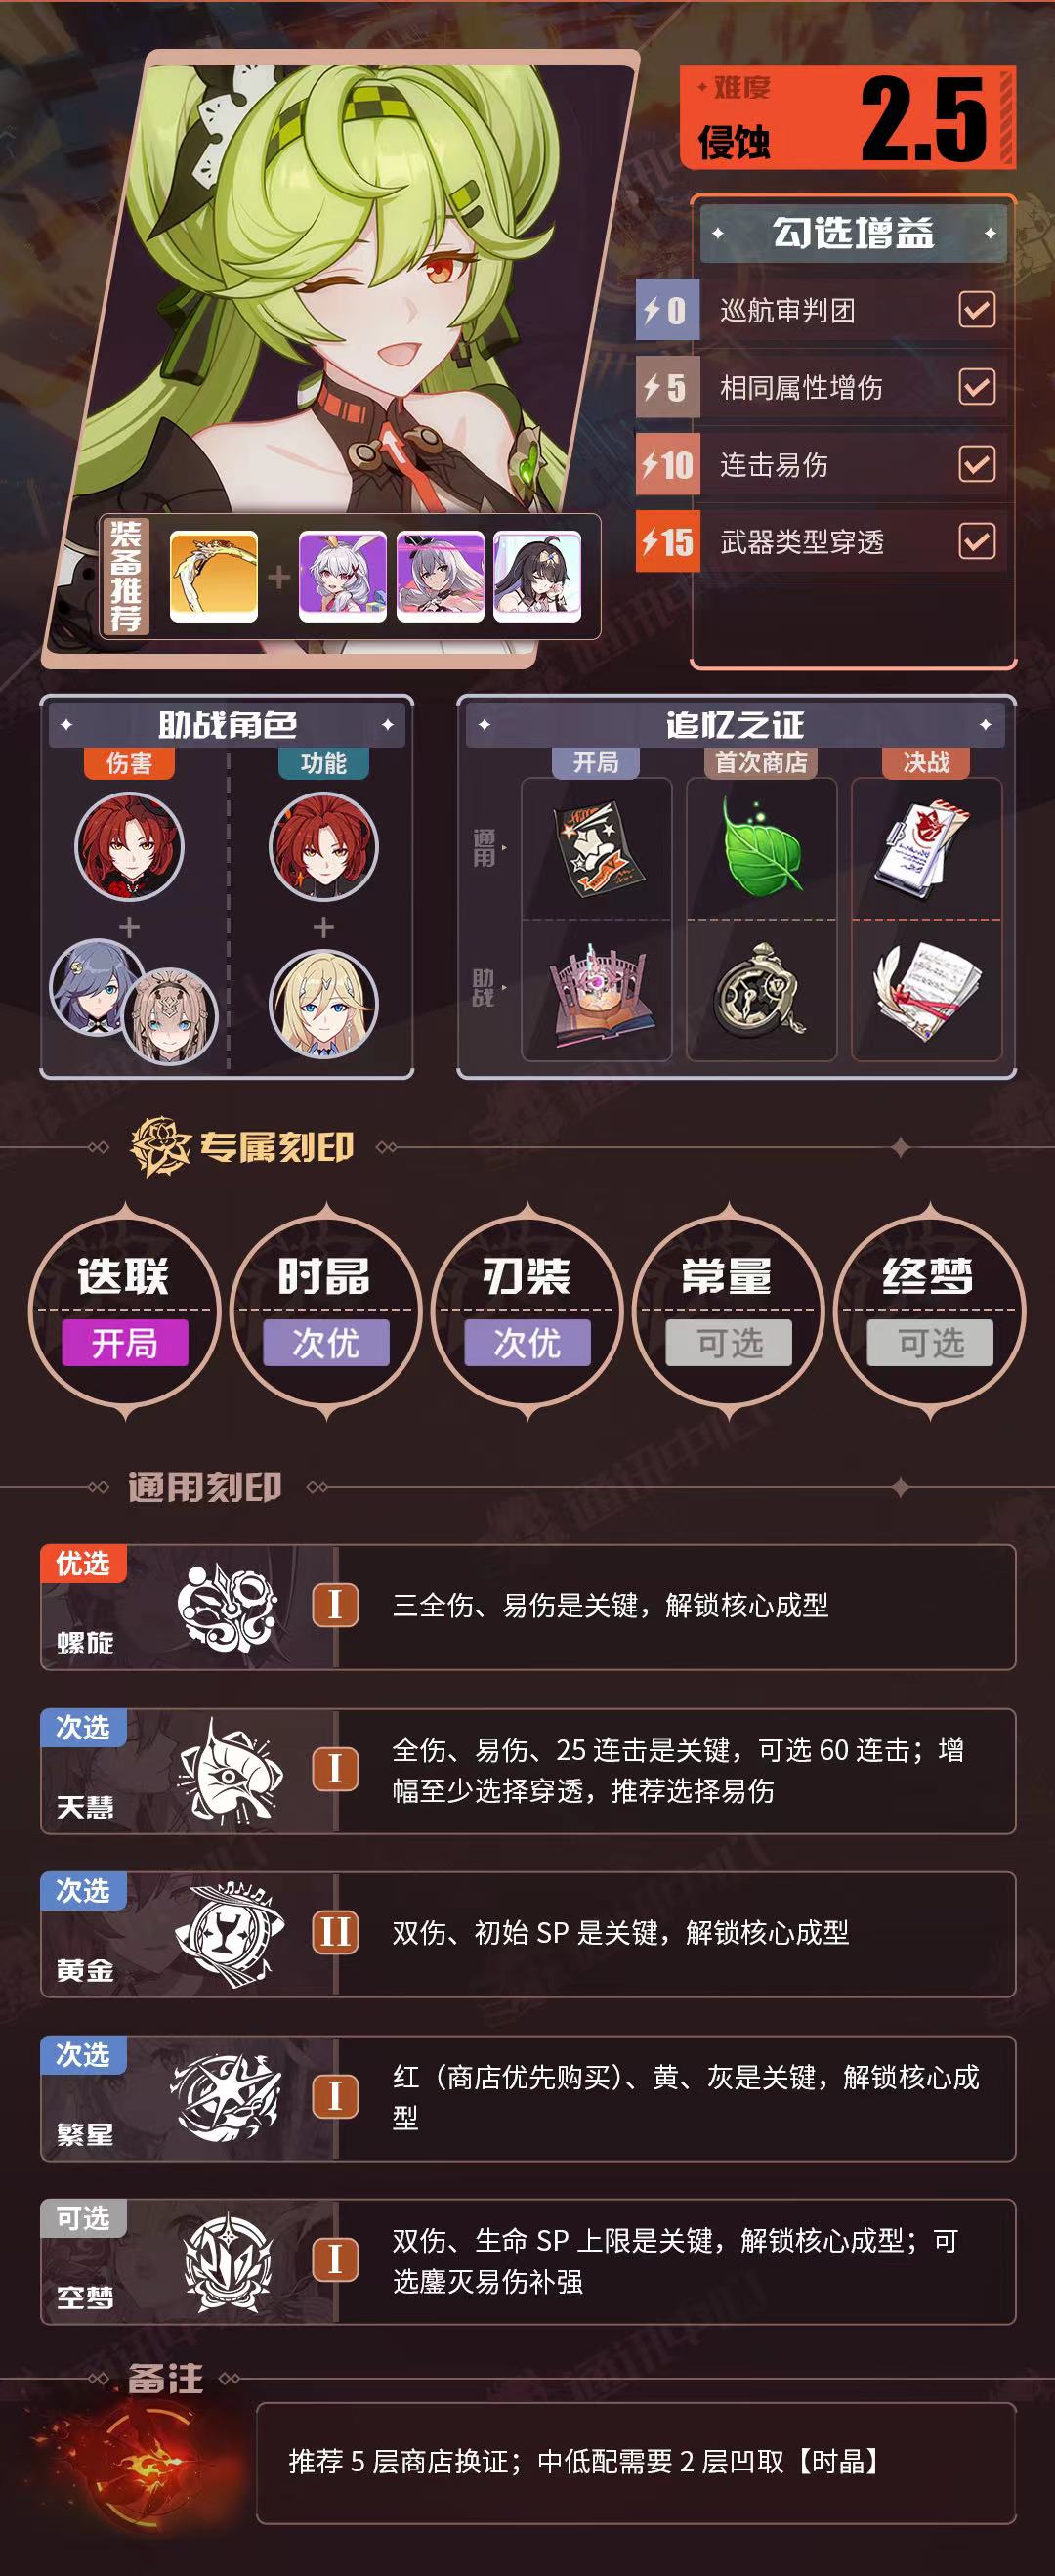 难度
侵蚀
2.5
勾选增益
0 巡航审判团
5 相同属性增伤
10 连击易伤
15 武器类型穿透
装备推荐
助战角色
伤害
功能
追忆之证
开局
首次商店
决战
通用
助战
专属刻印
迭联
开局
时晶
次优
刃装
次优
常量
可选
终梦
可选
通用刻印
优选
螺旋
I
三全伤、易伤是关键，解锁核心成型
次选
天慧
I
全伤、易伤、25 连击是关键，可选 60 连击；增
幅至少选择穿透，推荐选择易伤
次选
黄金
II
双伤、初始 SP 是关键，解锁核心成型
次选
繁星
I
红（商店优先购买）、黄、灰是关键，解锁核心成
型
可选
空梦
I
双伤、生命 SP 上限是关键，解锁核心成型；可
选鏖灭易伤补强
备注
推荐 5 层商店换证；中低配需要 2 层凹取【时晶】